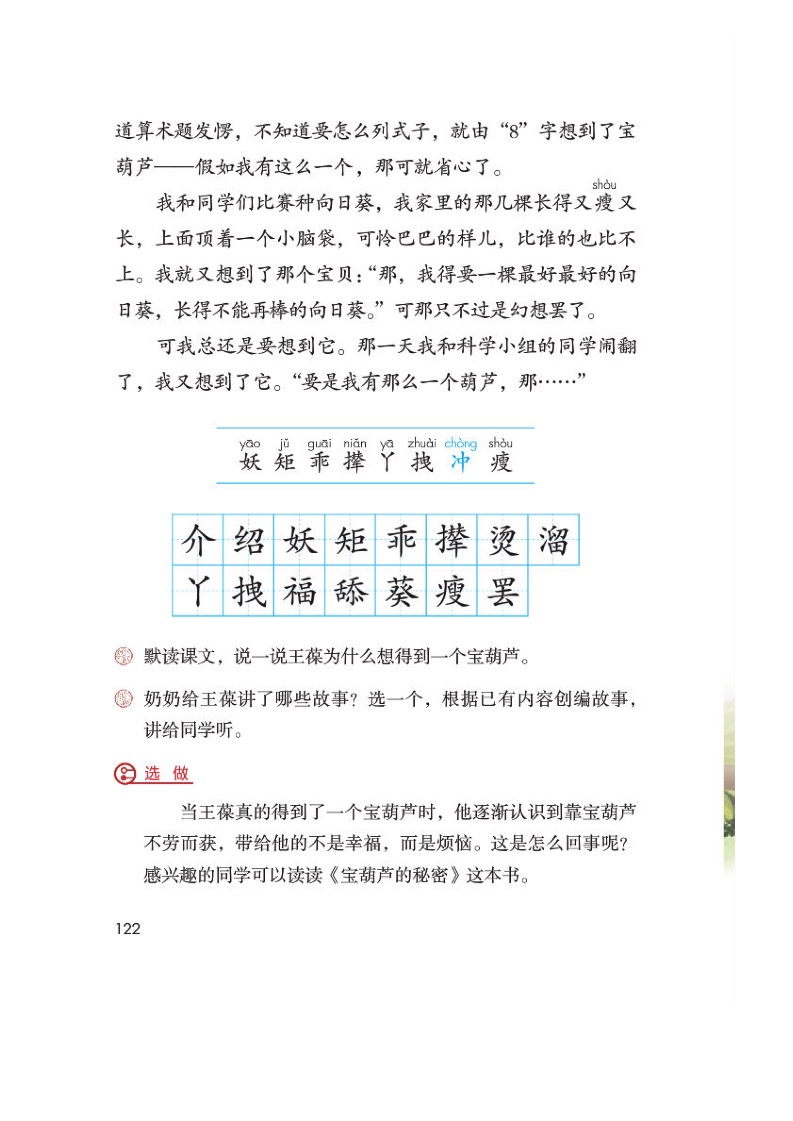 道算术题发愣，不知道要怎么列式子，就由“8”字想到了宝
葫芦——假如我有这么一个，那可就省心了。
shòu
我和同学们比赛种向日葵，我家里的那几棵长得又瘦又
长，上面顶着一个小脑袋，可怜巴巴的样儿，比谁的也比不
上。我就又想到了那个宝贝：“那，我得要一棵最好最好的向
日葵，长得不能再棒的向日葵。”可那只不过是幻想罢了。
可我总还是要想到它。那一天我和科学小组的同学闹翻
了，我又想到了它。“要是我有那么一个葫芦，那……”
yāo jǔ guāi niǎn yā zhuài chòng shòu
妖 矩 乖 撵 丫 拽 冲 瘦
介 绍 妖 矩 乖 撵 烫 溜
丫 拽 福 舔 葵 瘦 罢
默读课文，说一说王葆为什么想得到一个宝葫芦。
奶奶给王葆讲了哪些故事？选一个，根据已有内容创编故事，
讲给同学听。
选 做
当王葆真的得到了一个宝葫芦时，他逐渐认识到靠宝葫芦
不劳而获，带给他的不是幸福，而是烦恼。这是怎么回事呢？
感兴趣的同学可以读读《宝葫芦的秘密》这本书。
122